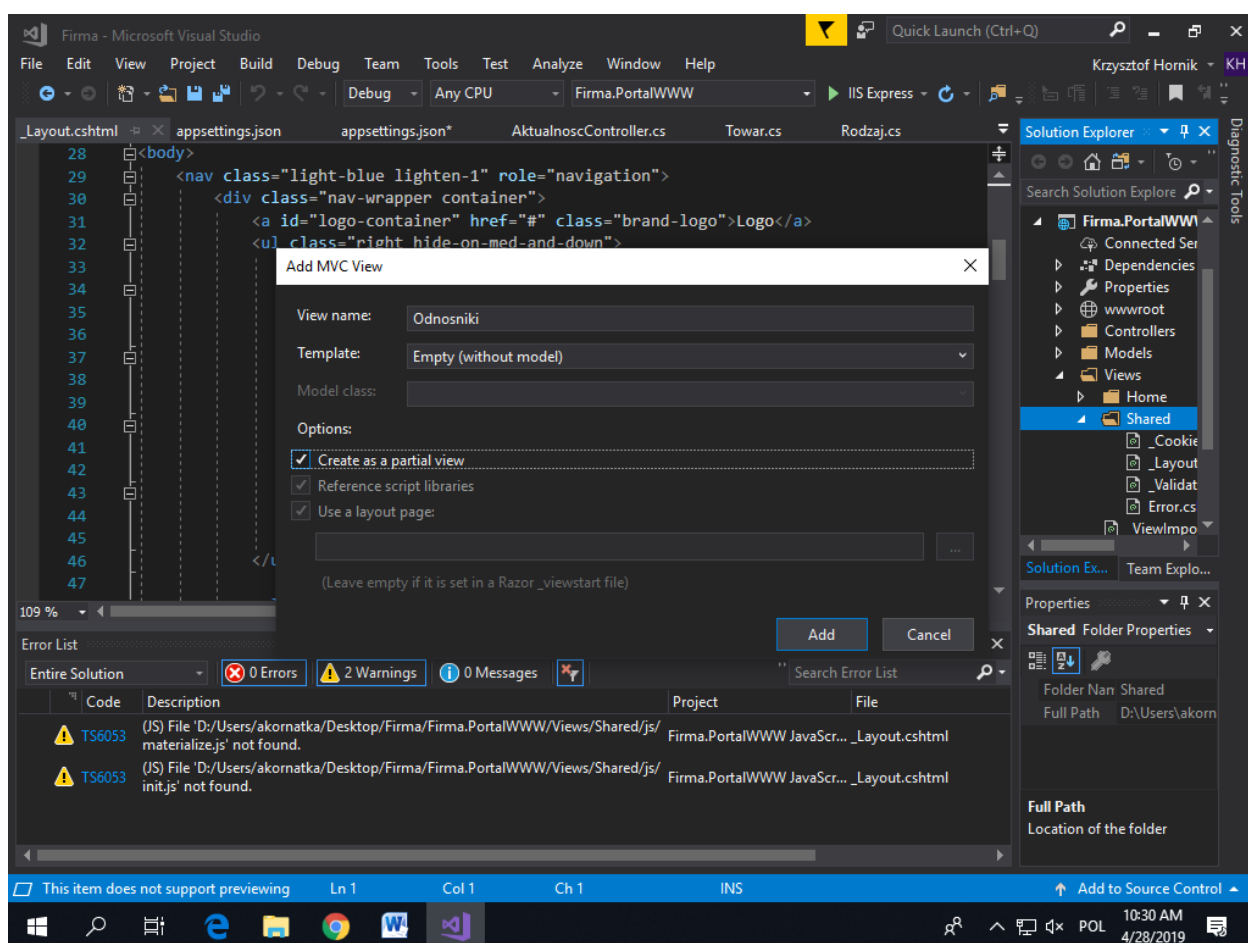 Firma - Microsoft Visual Studio
Quick Launch (Ctrl+Q)
File Edit View Project Build Debug Team Tools Test Analyze Window Help
Krzysztof Hornik KH
Debug Any CPU Firma.PortalWWW IIS Express
_Layout.cshtml appsettings.json appsettings.json* AktualnoscController.cs Towar.cs Rodzaj.cs
28 <body>
29 <nav class="light-blue lighten-1" role="navigation">
30 <div class="nav-wrapper container">
31 <a id="logo-container" href="#" class="brand-logo">Logo</a>
32 <ul class="right hide-on-med-and-down">
33
34
35
36
37
38
39
40
41
42
43
44
45
46 </u
47
109 %
Add MVC View
View name: Odnosniki
Template: Empty (without model)
Model class:
Options:
Create as a partial view
Reference script libraries
Use a layout page:
...
(Leave empty if it is set in a Razor _viewstart file)
Add Cancel
Solution Explorer
Search Solution Explore
Firma.PortalWWW
Connected Ser
Dependencies
Properties
wwwroot
Controllers
Models
Views
Home
Shared
_Cookie
_Layout
_Validat
Error.cs
_ViewImpo
Solution Ex... Team Explo...
Diagnostic Tools
Properties
Shared Folder Properties
Folder Nam Shared
Full Path D:\Users\akorn
Full Path
Location of the folder
Error List
Entire Solution 0 Errors 2 Warnings 0 Messages Search Error List
Code Description Project File
TS6053 (JS) File 'D:/Users/akornatka/Desktop/Firma/Firma.PortalWWW/Views/Shared/js/
materialize.js' not found. Firma.PortalWWW JavaScr... _Layout.cshtml
TS6053 (JS) File 'D:/Users/akornatka/Desktop/Firma/Firma.PortalWWW/Views/Shared/js/
init.js' not found. Firma.PortalWWW JavaScr... _Layout.cshtml
This item does not support previewing Ln 1 Col 1 Ch 1 INS Add to Source Control
POL 10:30 AM
4/28/2019